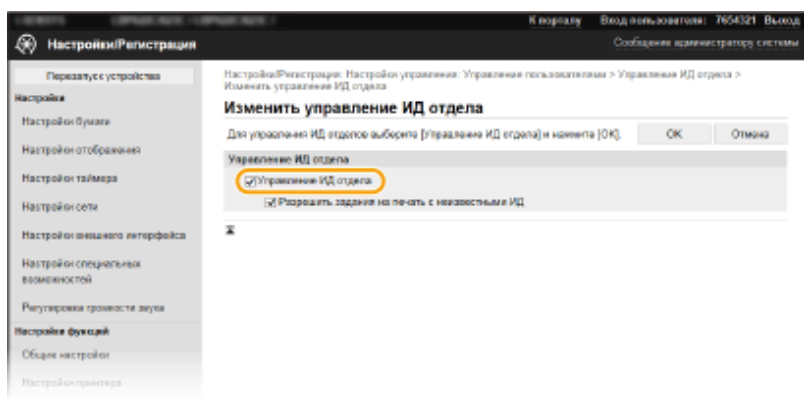 К порталу Вход пользователя: 7654321 Выход
Настройки/Регистрация Сообщение администратору системы
Перезапуск устройства
Настройки
Настройки бумаги
Настройки отображения
Настройки таймера
Настройки сети
Настройки внешнего интерфейса
Настройки специальных
возможностей
Регулировка громкости звука
Настройки функций
Общие настройки
Настройки принтера
Настройки/Регистрация: Настройки управления: Управление пользователями > Управление ИД отдела >
Изменить управление ИД отдела
Изменить управление ИД отдела
Для управления ИД отделов выберите [Управление ИД отдела] и нажмите [OK]. OK Отмена
Управление ИД отдела
Управление ИД отдела
Разрешить задания на печать с неизвестными ИД